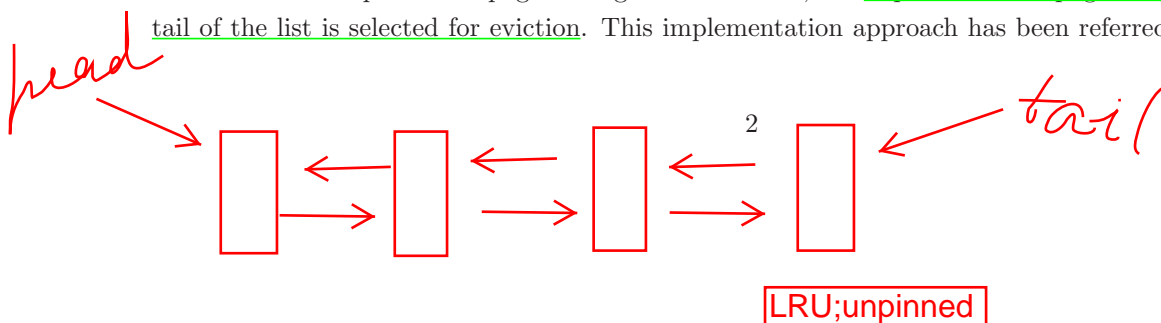 tail of the list is selected for eviction. This implementation approach has been referred
head
tail
2
LRU;unpinned